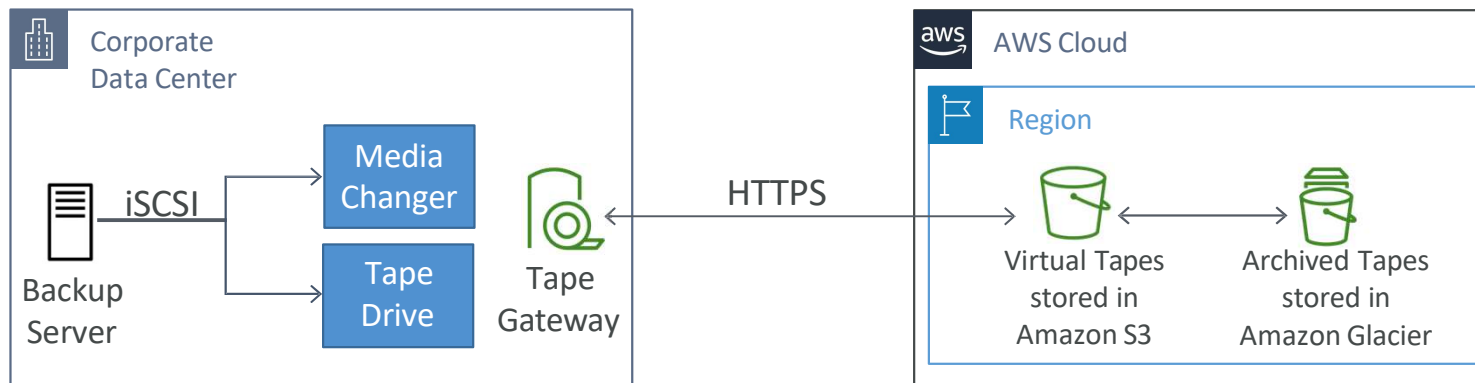 Corporate
Data Center
iSCSI
Backup
Server
Media
Changer
Tape
Drive
Tape
Gateway
HTTPS
aws
AWS Cloud
Region
Virtual Tapes
stored in
Amazon S3
Archived Tapes
stored in
Amazon Glacier